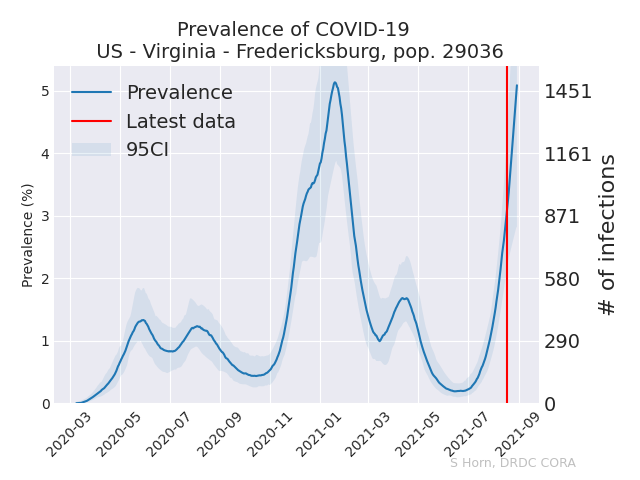 Prevalence of COVID-19
US - Virginia - Fredericksburg, pop. 29036
Prevalence
Latest data
95CI
Prevalence (%)
5
4
3
2
1
0
1451
1161
871
580
290
0
# of infections
2020-03
2020-05
2020-07
2020-09
2020-11
2021-01
2021-03
2021-05
2021-07
2021-09
S Horn, DRDC CORA